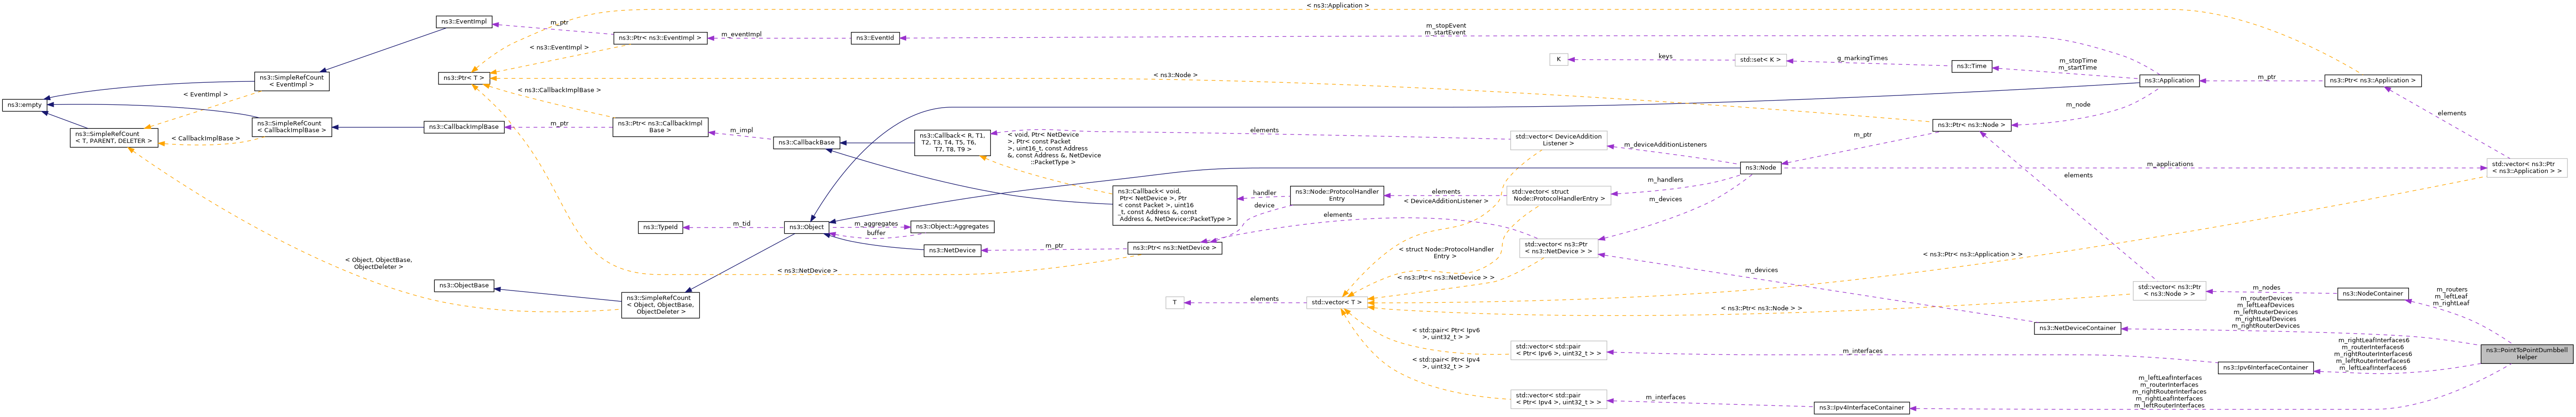 < ns3::Application >
ns3::EventImpl
m_ptr
ns3::Ptr< ns3::EventImpl >
m_eventImpl
ns3::EventId
m_stopEvent
m_startEvent
< ns3::EventImpl >
K
keys
std::set< K >
g_markingTimes
ns3::Time
m_stopTime
m_startTime
ns3::SimpleRefCount
< EventImpl >
ns3::Ptr< T >
< ns3::Node >
ns3::Application
m_ptr
ns3::Ptr< ns3::Application >
< EventImpl >
< ns3::CallbackImplBase >
ns3::empty
m_node
elements
ns3::SimpleRefCount
< T, PARENT, DELETER >
< CallbackImplBase >
ns3::SimpleRefCount
< CallbackImplBase >
ns3::CallbackImplBase
m_ptr
ns3::Ptr< ns3::CallbackImpl
Base >
m_impl
ns3::CallbackBase
ns3::Callback< R, T1,
T2, T3, T4, T5, T6,
T7, T8, T9 >
elements
< void, Ptr< NetDevice
>, Ptr< const Packet
>, uint16_t, const Address
&, const Address &, NetDevice
::PacketType >
std::vector< DeviceAddition
Listener >
m_deviceAdditionListeners
m_ptr
ns3::Ptr< ns3::Node >
ns3::Node
m_applications
std::vector< ns3::Ptr
< ns3::Application > >
elements
ns3::Callback< void,
Ptr< NetDevice >, Ptr
< const Packet >, uint16
_t, const Address &, const
Address &, NetDevice::PacketType >
handler
device
ns3::Node::ProtocolHandler
Entry
elements
< DeviceAdditionListener >
elements
std::vector< struct
Node::ProtocolHandlerEntry >
m_handlers
m_devices
ns3::TypeId
m_tid
ns3::Object
m_aggregates
buffer
ns3::Object::Aggregates
ns3::NetDevice
m_ptr
ns3::Ptr< ns3::NetDevice >
std::vector< ns3::Ptr
< ns3::NetDevice > >
< struct Node::ProtocolHandler
Entry >
< ns3::Ptr< ns3::Application > >
< Object, ObjectBase,
ObjectDeleter >
< ns3::NetDevice >
< ns3::Ptr< ns3::NetDevice > >
m_devices
ns3::ObjectBase
ns3::SimpleRefCount
< Object, ObjectBase,
ObjectDeleter >
T
elements
std::vector< T >
< ns3::Ptr< ns3::Node > >
std::vector< ns3::Ptr
< ns3::Node > >
m_nodes
ns3::NodeContainer
m_routers
m_leftLeaf
m_rightLeaf
m_routerDevices
m_leftLeafDevices
m_leftRouterDevices
m_rightLeafDevices
m_rightRouterDevices
ns3::NetDeviceContainer
< std::pair< Ptr< Ipv6
>, uint32_t > >
std::vector< std::pair
< Ptr< Ipv6 >, uint32_t > >
m_interfaces
m_rightLeafInterfaces6
m_routerInterfaces6
m_rightRouterInterfaces6
m_leftRouterInterfaces6
m_leftLeafInterfaces6
ns3::PointToPointDumbbell
Helper
ns3::Ipv6InterfaceContainer
< std::pair< Ptr< Ipv4
>, uint32_t > >
std::vector< std::pair
< Ptr< Ipv4 >, uint32_t > >
m_interfaces
ns3::Ipv4InterfaceContainer
m_leftLeafInterfaces
m_routerInterfaces
m_rightRouterInterfaces
m_rightLeafInterfaces
m_leftRouterInterfaces